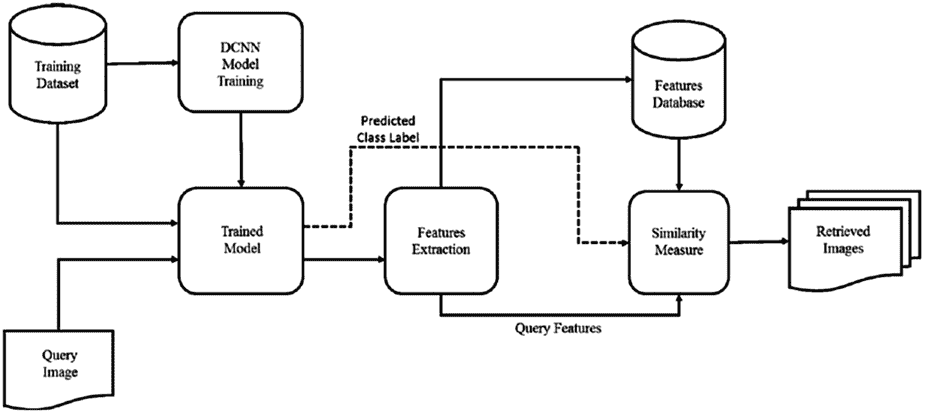 Training
Dataset
DCNN
Model
Training
Features
Database
Predicted
Class Label
Trained
Model
Features
Extraction
Similarity
Measure
Retrieved
Images
Query Features
Query
Image